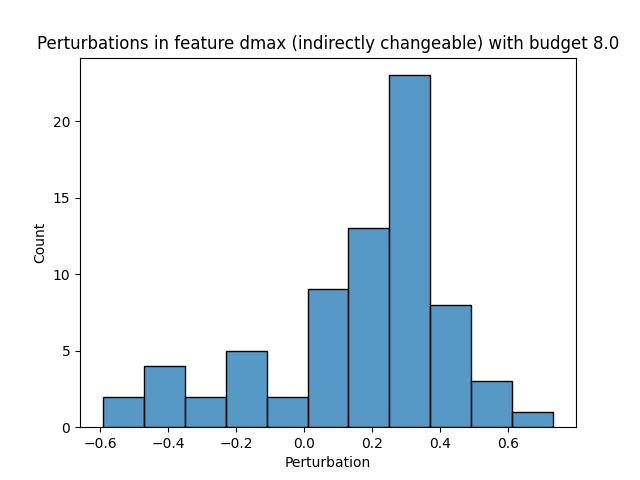 Perturbations in feature dmax (indirectly changeable) with budget 8.0
20
15
10
5
0
Count
−0.6 −0.4 −0.2 0.0 0.2 0.4 0.6
Perturbation